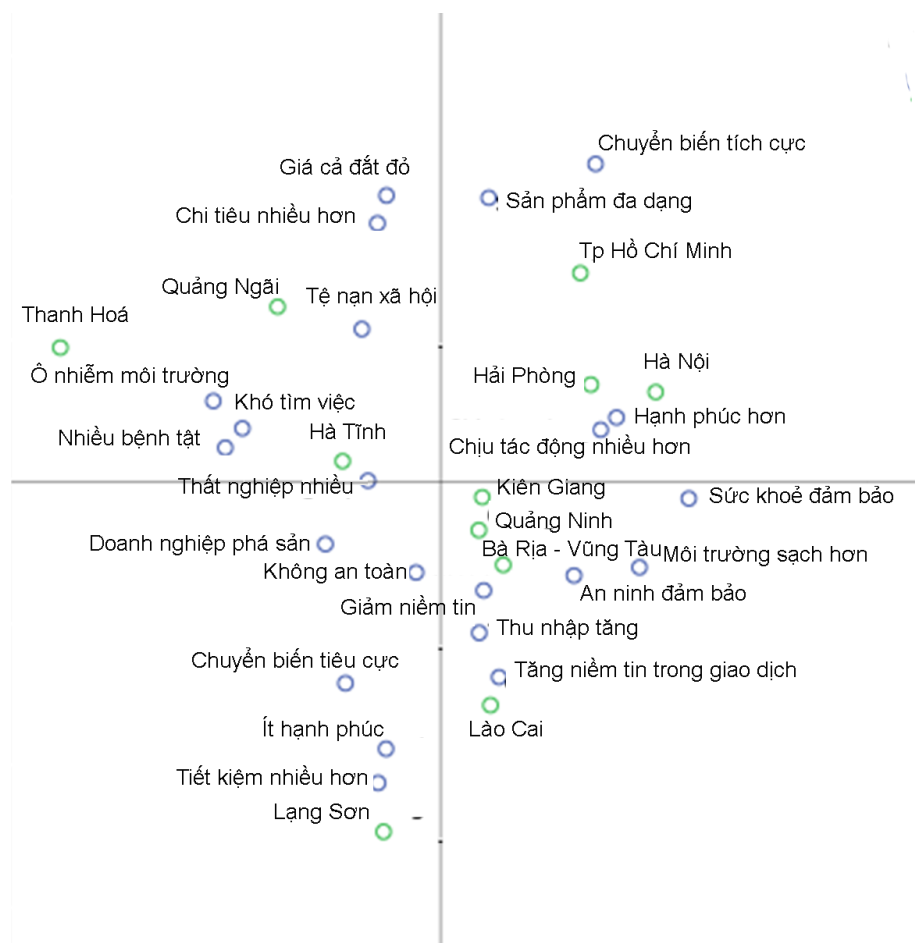 Chuyển biến tích cực
Giá cả đắt đỏ
Sản phẩm đa dạng
Chi tiêu nhiều hơn
Tp Hồ Chí Minh
Quảng Ngãi
Tệ nạn xã hội
Thanh Hoá
Hà Nội
Ô nhiễm môi trường
Hải Phòng
Khó tìm việc
Hạnh phúc hơn
Hà Tĩnh
Nhiều bệnh tật
Chịu tác động nhiều hơn
Thất nghiệp nhiều
Kiên Giang
Sức khoẻ đảm bảo
Quảng Ninh
Doanh nghiệp phá sản
Bà Rịa - Vũng Tàu
Môi trường sạch hơn
Không an toàn
An ninh đảm bảo
Giảm niềm tin
Thu nhập tăng
Chuyển biến tiêu cực
Tăng niềm tin trong giao dịch
Ít hạnh phúc
Lào Cai
Tiết kiệm nhiều hơn
Lạng Sơn